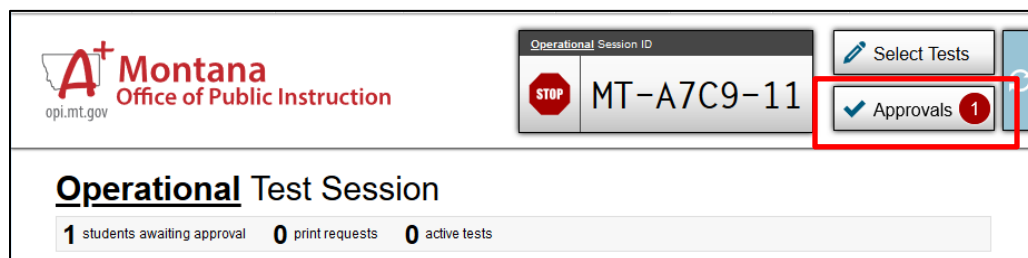 A+
Montana
Office of Public Instruction
opi.mt.gov
Operational Session ID
STOP
MT-A7C9-11
Select Tests
Approvals 1
Operational Test Session
1 students awaiting approval 0 print requests 0 active tests